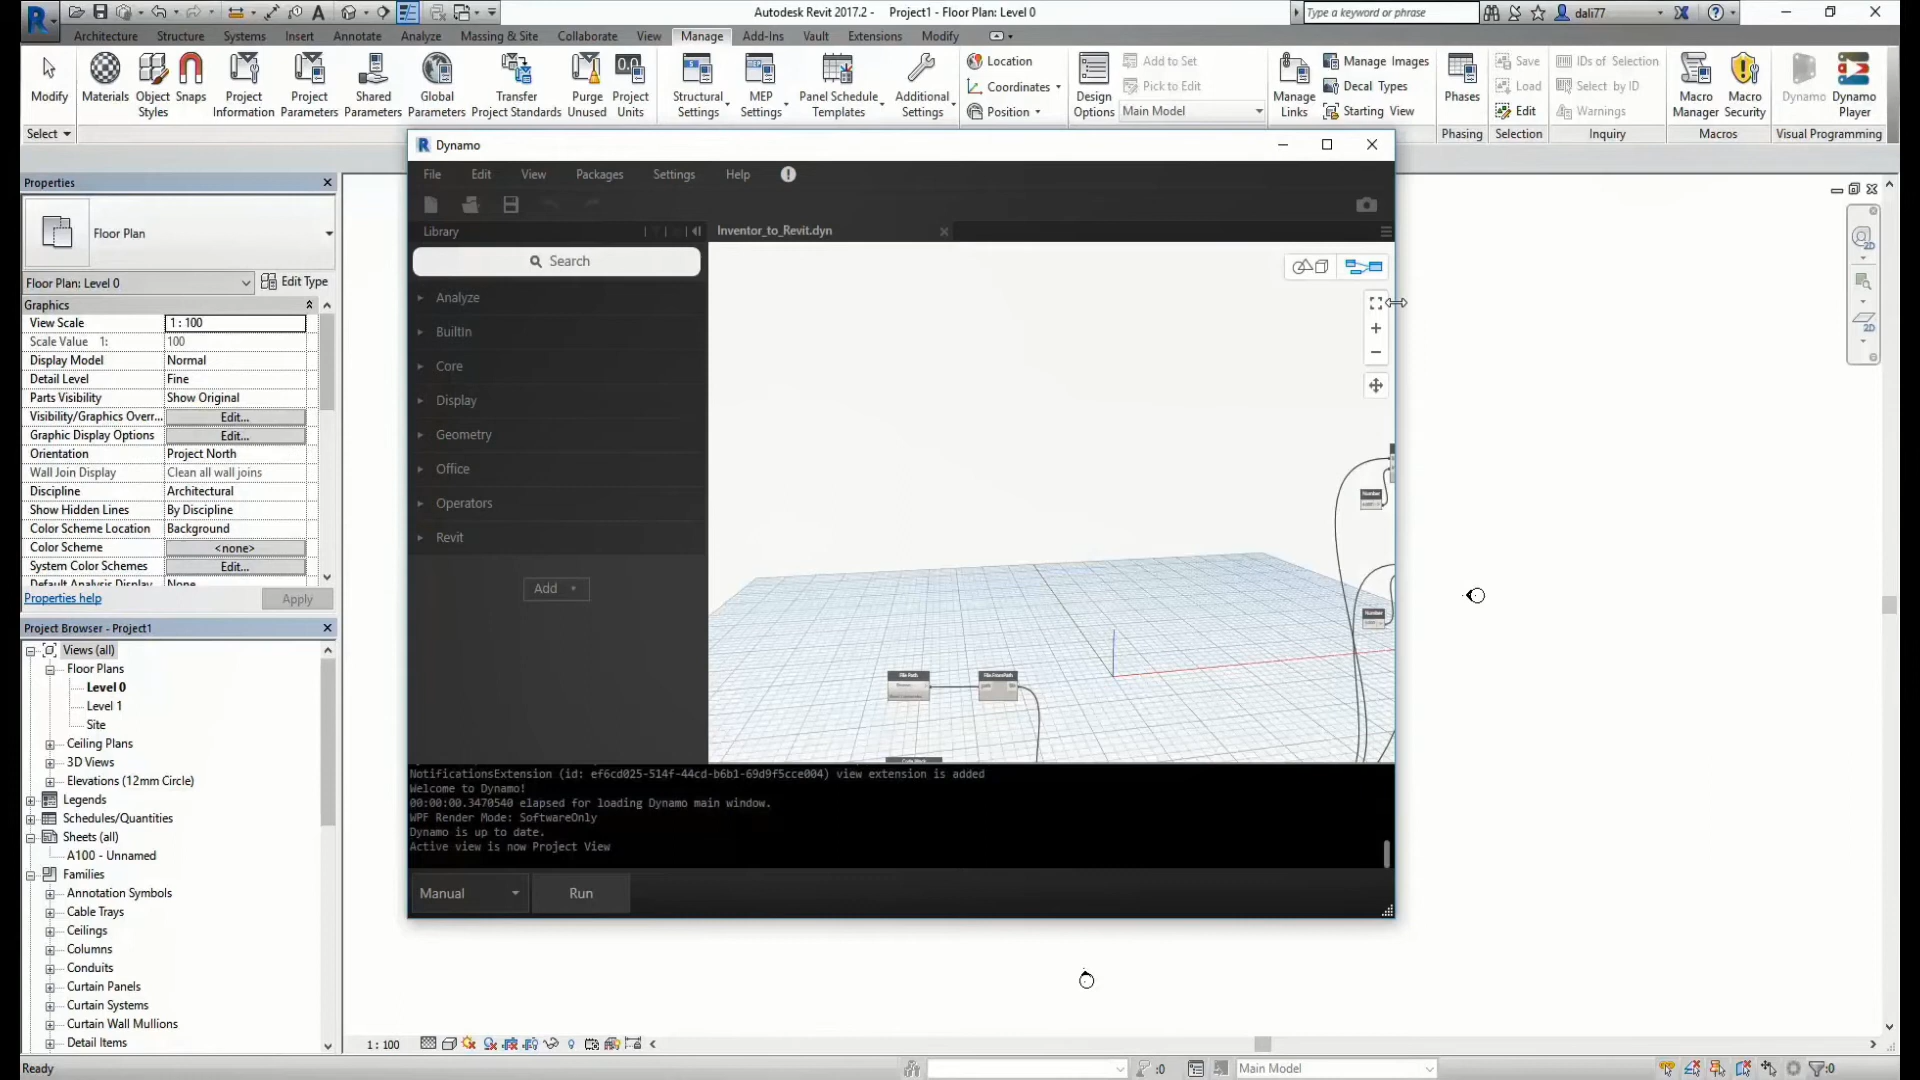 Autodesk Revit 2017.2 -    Project1 - Floor Plan: Level 0
Type a keyword or phrase
dali77
Architecture Structure Systems Insert Annotate Analyze Massing & Site Collaborate View Manage Add-Ins Vault Extensions Modify
Modify
Materials
Object Styles
Snaps
Project Information
Project Parameters
Shared Parameters
Global Parameters
Transfer Project Standards
Purge Unused
Project Units
Structural Settings
MEP Settings
Panel Schedule Templates
Additional Settings
Location
Coordinates
Position
Design Options
Add to Set
Pick to Edit
Main Model
Manage Links
Manage Images
Decal Types
Starting View
Phases
Save
Load
Edit
IDs of Selection
Select by ID
Warnings
Macro Manager
Macro Security
Dynamo
Dynamo Player
Select
Phasing
Selection
Inquiry
Macros
Visual Programming
Properties
Floor Plan
Floor Plan: Level 0
Edit Type
Graphics
View Scale 1 : 100
Scale Value 1: 100
Display Model Normal
Detail Level Fine
Parts Visibility Show Original
Visibility/Graphics Overr... Edit...
Graphic Display Options Edit...
Orientation Project North
Wall Join Display Clean all wall joins
Discipline Architectural
Show Hidden Lines By Discipline
Color Scheme Location Background
Color Scheme <none>
System Color Schemes Edit...
Default Analysis Display None
Properties help
Apply
Project Browser - Project1
Views (all)
Floor Plans
Level 0
Level 1
Site
Ceiling Plans
3D Views
Elevations (12mm Circle)
Legends
Schedules/Quantities
Sheets (all)
A100 - Unnamed
Families
Annotation Symbols
Cable Trays
Ceilings
Columns
Conduits
Curtain Panels
Curtain Systems
Curtain Wall Mullions
Detail Items
Dynamo
File Edit View Packages Settings Help
Library
Inventor_to_Revit.dyn
Search
Analyze
BuiltIn
Core
Display
Geometry
Office
Operators
Revit
Add
Number
Number
File Path
File.FromPath
Code Block
NotificationsExtension (id: ef6cd025-514f-44cd-b6b1-69d9f5cce004) view extension is added
Welcome to Dynamo!
00:00:00.3470540 elapsed for loading Dynamo main window.
WPF Render Mode: SoftwareOnly
Dynamo is up to date.
Active view is now Project View
Manual
Run
2D
2D
1 : 100
Ready
:0
Main Model
:0